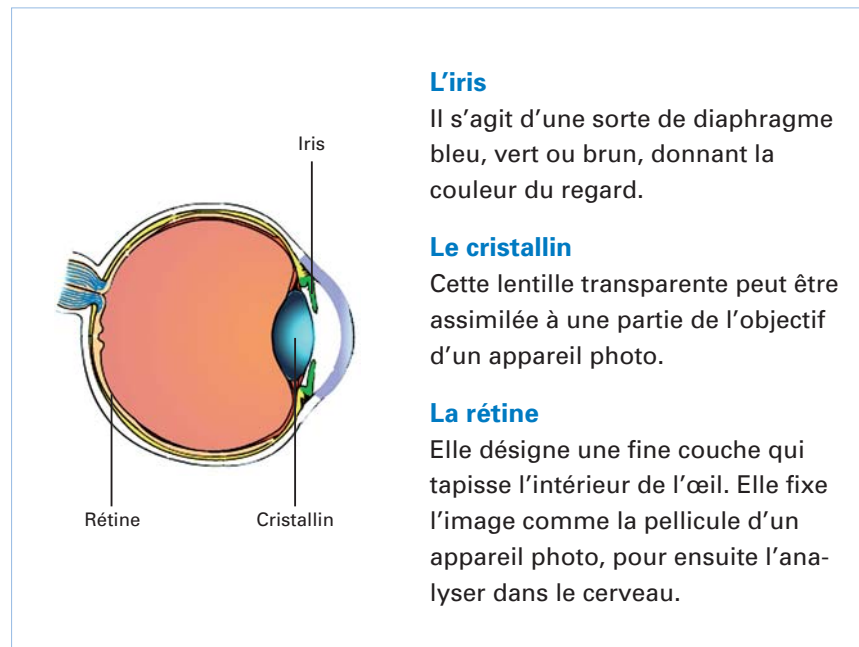 Iris
Rétine
Cristallin
L’iris
Il s’agit d’une sorte de diaphragme
bleu, vert ou brun, donnant la
couleur du regard.
Le cristallin
Cette lentille transparente peut être
assimilée à une partie de l’objectif
d’un appareil photo.
La rétine
Elle désigne une fine couche qui
tapisse l’intérieur de l’œil. Elle fixe
l’image comme la pellicule d’un
appareil photo, pour ensuite l’ana-
lyser dans le cerveau.